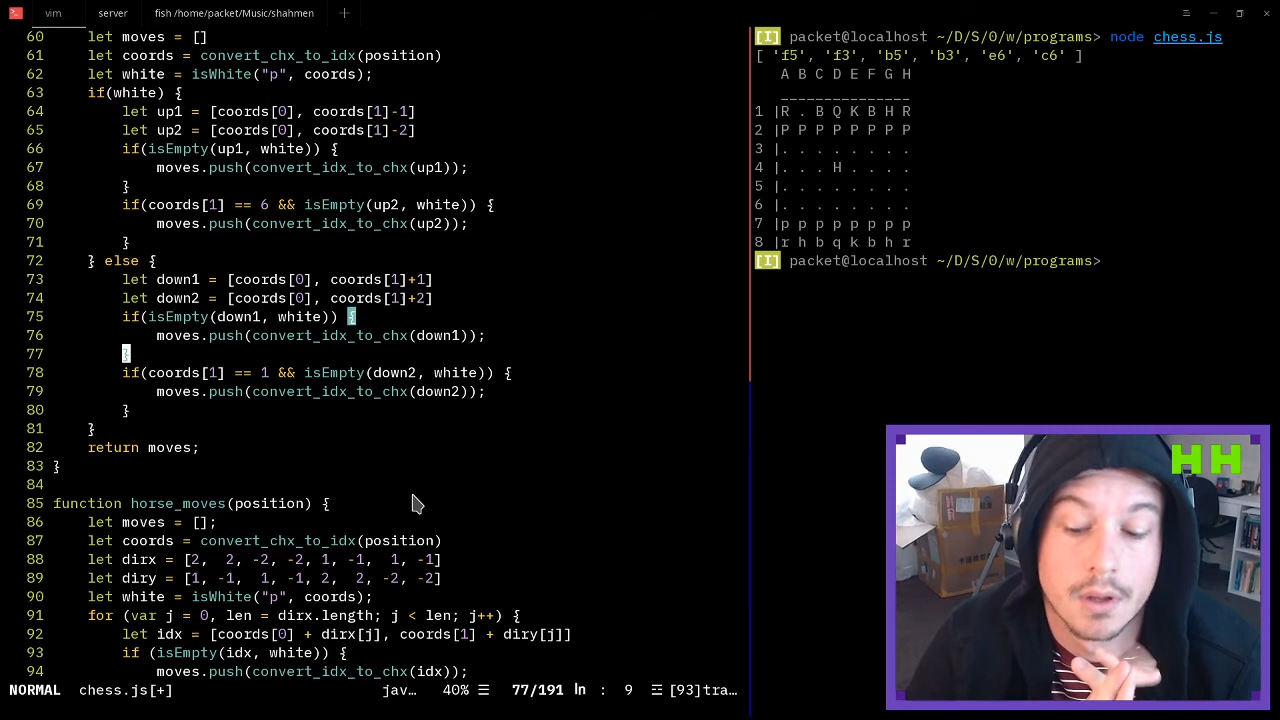 vim server fish /home/packet/Music/shahmen +
60 let moves = []
61 let coords = convert_chx_to_idx(position)
62 let white = isWhite("p", coords);
63 if(white) {
64 let up1 = [coords[0], coords[1]-1]
65 let up2 = [coords[0], coords[1]-2]
66 if(isEmpty(up1, white)) {
67 moves.push(convert_idx_to_chx(up1));
68 }
69 if(coords[1] == 6 && isEmpty(up2, white)) {
70 moves.push(convert_idx_to_chx(up2));
71 }
72 } else {
73 let down1 = [coords[0], coords[1]+1]
74 let down2 = [coords[0], coords[1]+2]
75 if(isEmpty(down1, white)) {
76 moves.push(convert_idx_to_chx(down1));
77 }
78 if(coords[1] == 1 && isEmpty(down2, white)) {
79 moves.push(convert_idx_to_chx(down2));
80 }
81 }
82 return moves;
83 }
84
85 function horse_moves(position) {
86 let moves = [];
87 let coords = convert_chx_to_idx(position)
88 let dirx = [2, 2, -2, -2, 1, -1, 1, -1]
89 let diry = [1, -1, 1, -1, 2, 2, -2, -2]
90 let white = isWhite("p", coords);
91 for (var j = 0, len = dirx.length; j < len; j++) {
92 let idx = [coords[0] + dirx[j], coords[1] + diry[j]]
93 if (isEmpty(idx, white)) {
94 moves.push(convert_idx_to_chx(idx));
NORMAL chess.js[+] jav… 40% ☰ 77/191 ln : 9 ☲ [93]tra…
[I] packet@localhost ~/D/S/0/w/programs> node chess.js
[ 'f5', 'f3', 'b5', 'b3', 'e6', 'c6' ]
A B C D E F G H
_______________
1 |R . B Q K B H R
2 |P P P P P P P P
3 |. . . . . . . .
4 |. . . H . . . .
5 |. . . . . . . .
6 |. . . . . . . .
7 |p p p p p p p p
8 |r h b q k b h r
[I] packet@localhost ~/D/S/0/w/programs>
HH